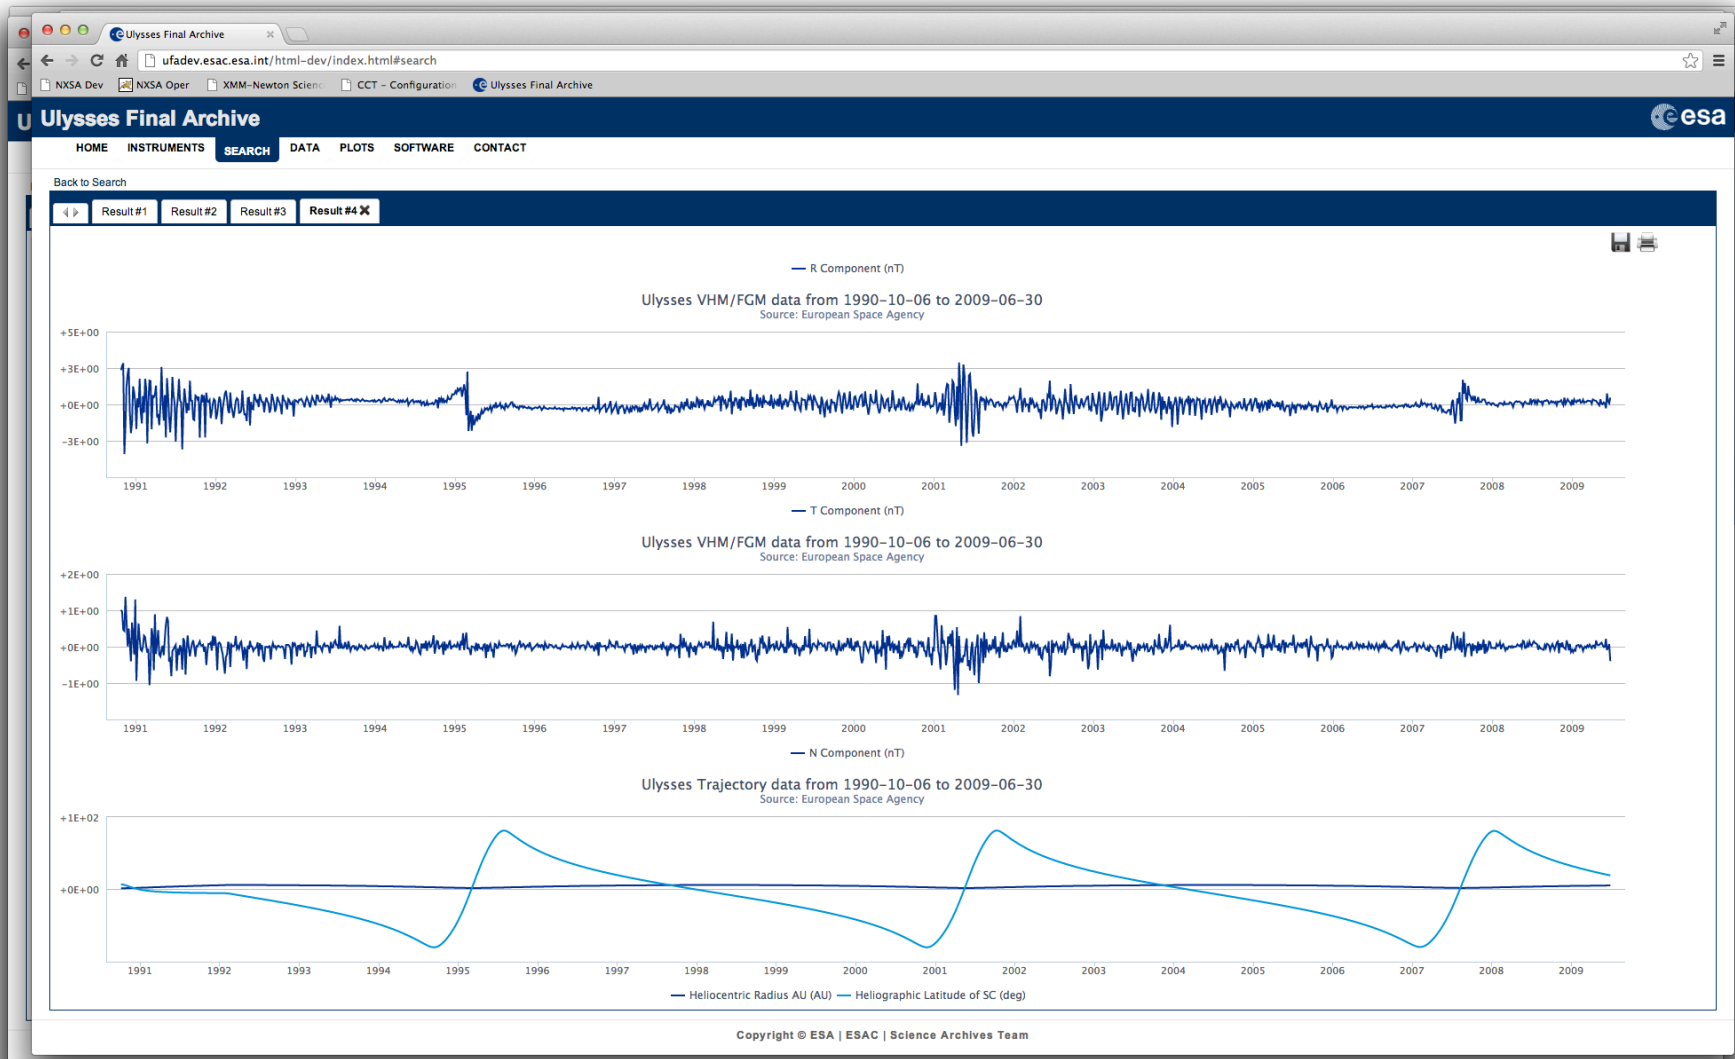 Ulysses Final Archive
ufadev.esac.esa.int/html-dev/index.html#search
NXSA Dev NXSA Oper XMM-Newton Scienc CCT - Configuration Ulysses Final Archive
U
Ulysses Final Archive
esa
HOME INSTRUMENTS SEARCH DATA PLOTS SOFTWARE CONTACT
Back to Search
Result #1 Result #2 Result #3 Result #4
R Component (nT)
Ulysses VHM/FGM data from 1990-10-06 to 2009-06-30
Source: European Space Agency
+5E+00
+3E+00
+0E+00
-3E+00
1991 1992 1993 1994 1995 1996 1997 1998 1999 2000 2001 2002 2003 2004 2005 2006 2007 2008 2009
T Component (nT)
Ulysses VHM/FGM data from 1990-10-06 to 2009-06-30
Source: European Space Agency
+2E+00
+1E+00
+0E+00
-1E+00
1991 1992 1993 1994 1995 1996 1997 1998 1999 2000 2001 2002 2003 2004 2005 2006 2007 2008 2009
N Component (nT)
Ulysses Trajectory data from 1990-10-06 to 2009-06-30
Source: European Space Agency
+1E+02
+0E+00
1991 1992 1993 1994 1995 1996 1997 1998 1999 2000 2001 2002 2003 2004 2005 2006 2007 2008 2009
Heliocentric Radius AU (AU) Heliographic Latitude of SC (deg)
Copyright © ESA | ESAC | Science Archives Team